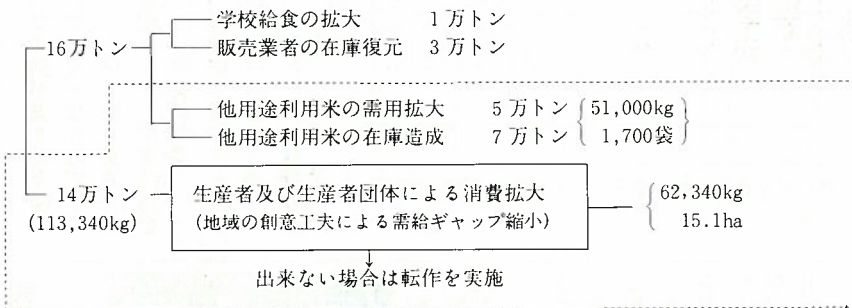 学校給食の拡大 1万トン
16万トン
販売業者の在庫復元 3万トン
他用途利用米の需用拡大 5万トン 51,000kg
他用途利用米の在庫造成 7万トン 1,700袋
14万トン 生産者及び生産者団体による消費拡大 62,340kg
(113,340kg) (地域の創意工夫による需給ギャップ縮小) 15.1ha
出来ない場合は転作を実施